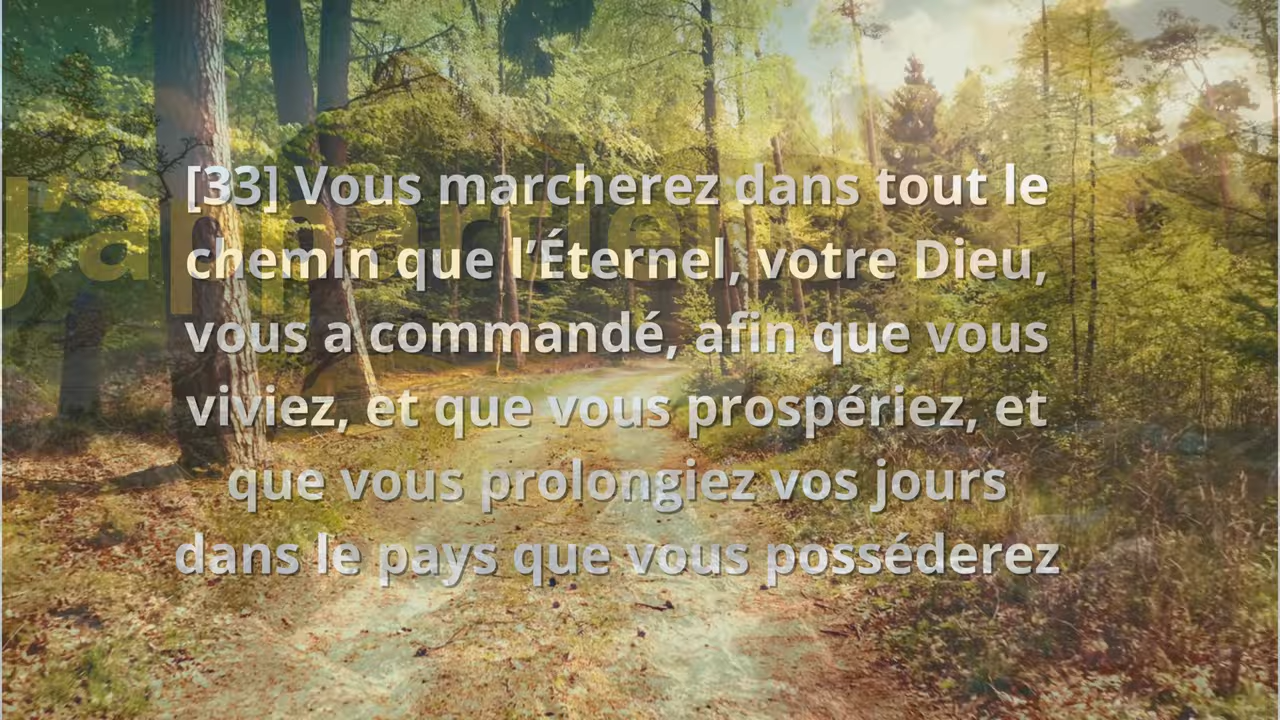 [33] Vous marcherez dans tout le
chemin que l’Éternel, votre Dieu,
vous a commandé, afin que vous
viviez, et que vous prospériez, et
que vous prolongiez vos jours
dans le pays que vous posséderez